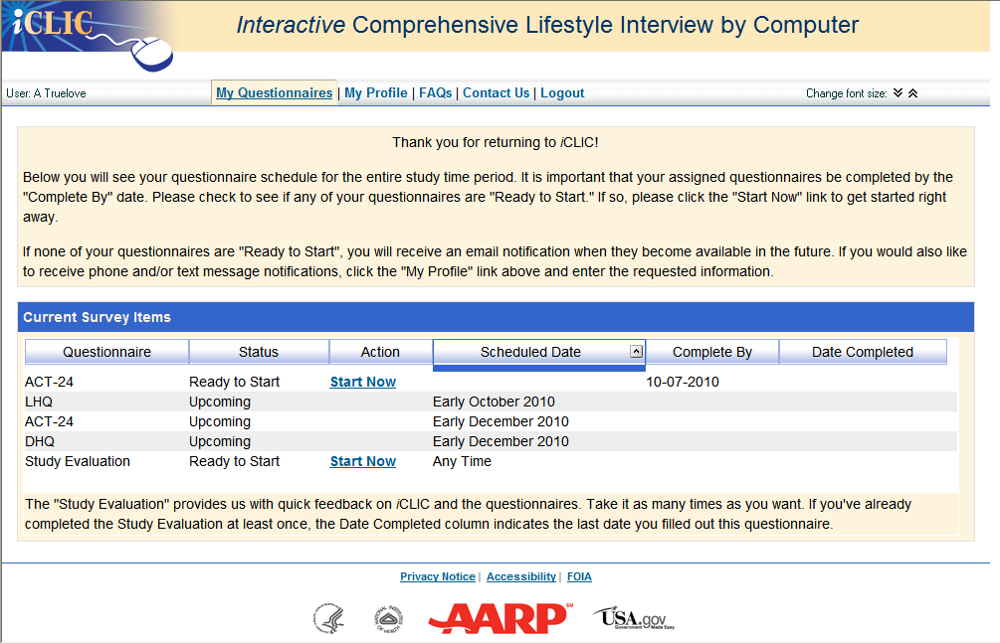 iCLIC
Interactive Comprehensive Lifestyle Interview by Computer
User: A Truelove
My Questionnaires | My Profile | FAQs | Contact Us | Logout
Change font size:
Thank you for returning to iCLIC!
Below you will see your questionnaire schedule for the entire study time period. It is important that your assigned questionnaires be completed by the
"Complete By" date. Please check to see if any of your questionnaires are "Ready to Start." If so, please click the "Start Now" link to get started right
away.
If none of your questionnaires are "Ready to Start", you will receive an email notification when they become available in the future. If you would also like
to receive phone and/or text message notifications, click the "My Profile" link above and enter the requested information.
Current Survey Items
Questionnaire Status Action Scheduled Date Complete By Date Completed
ACT-24 Ready to Start Start Now 10-07-2010
LHQ Upcoming Early October 2010
ACT-24 Upcoming Early December 2010
DHQ Upcoming Early December 2010
Study Evaluation Ready to Start Start Now Any Time
The "Study Evaluation" provides us with quick feedback on iCLIC and the questionnaires. Take it as many times as you want. If you've already
completed the Study Evaluation at least once, the Date Completed column indicates the last date you filled out this questionnaire.
Privacy Notice | Accessibility | FOIA
NATIONAL INSTITUTES OF HEALTH
AARP SM
USA.gov
Government Made Easy